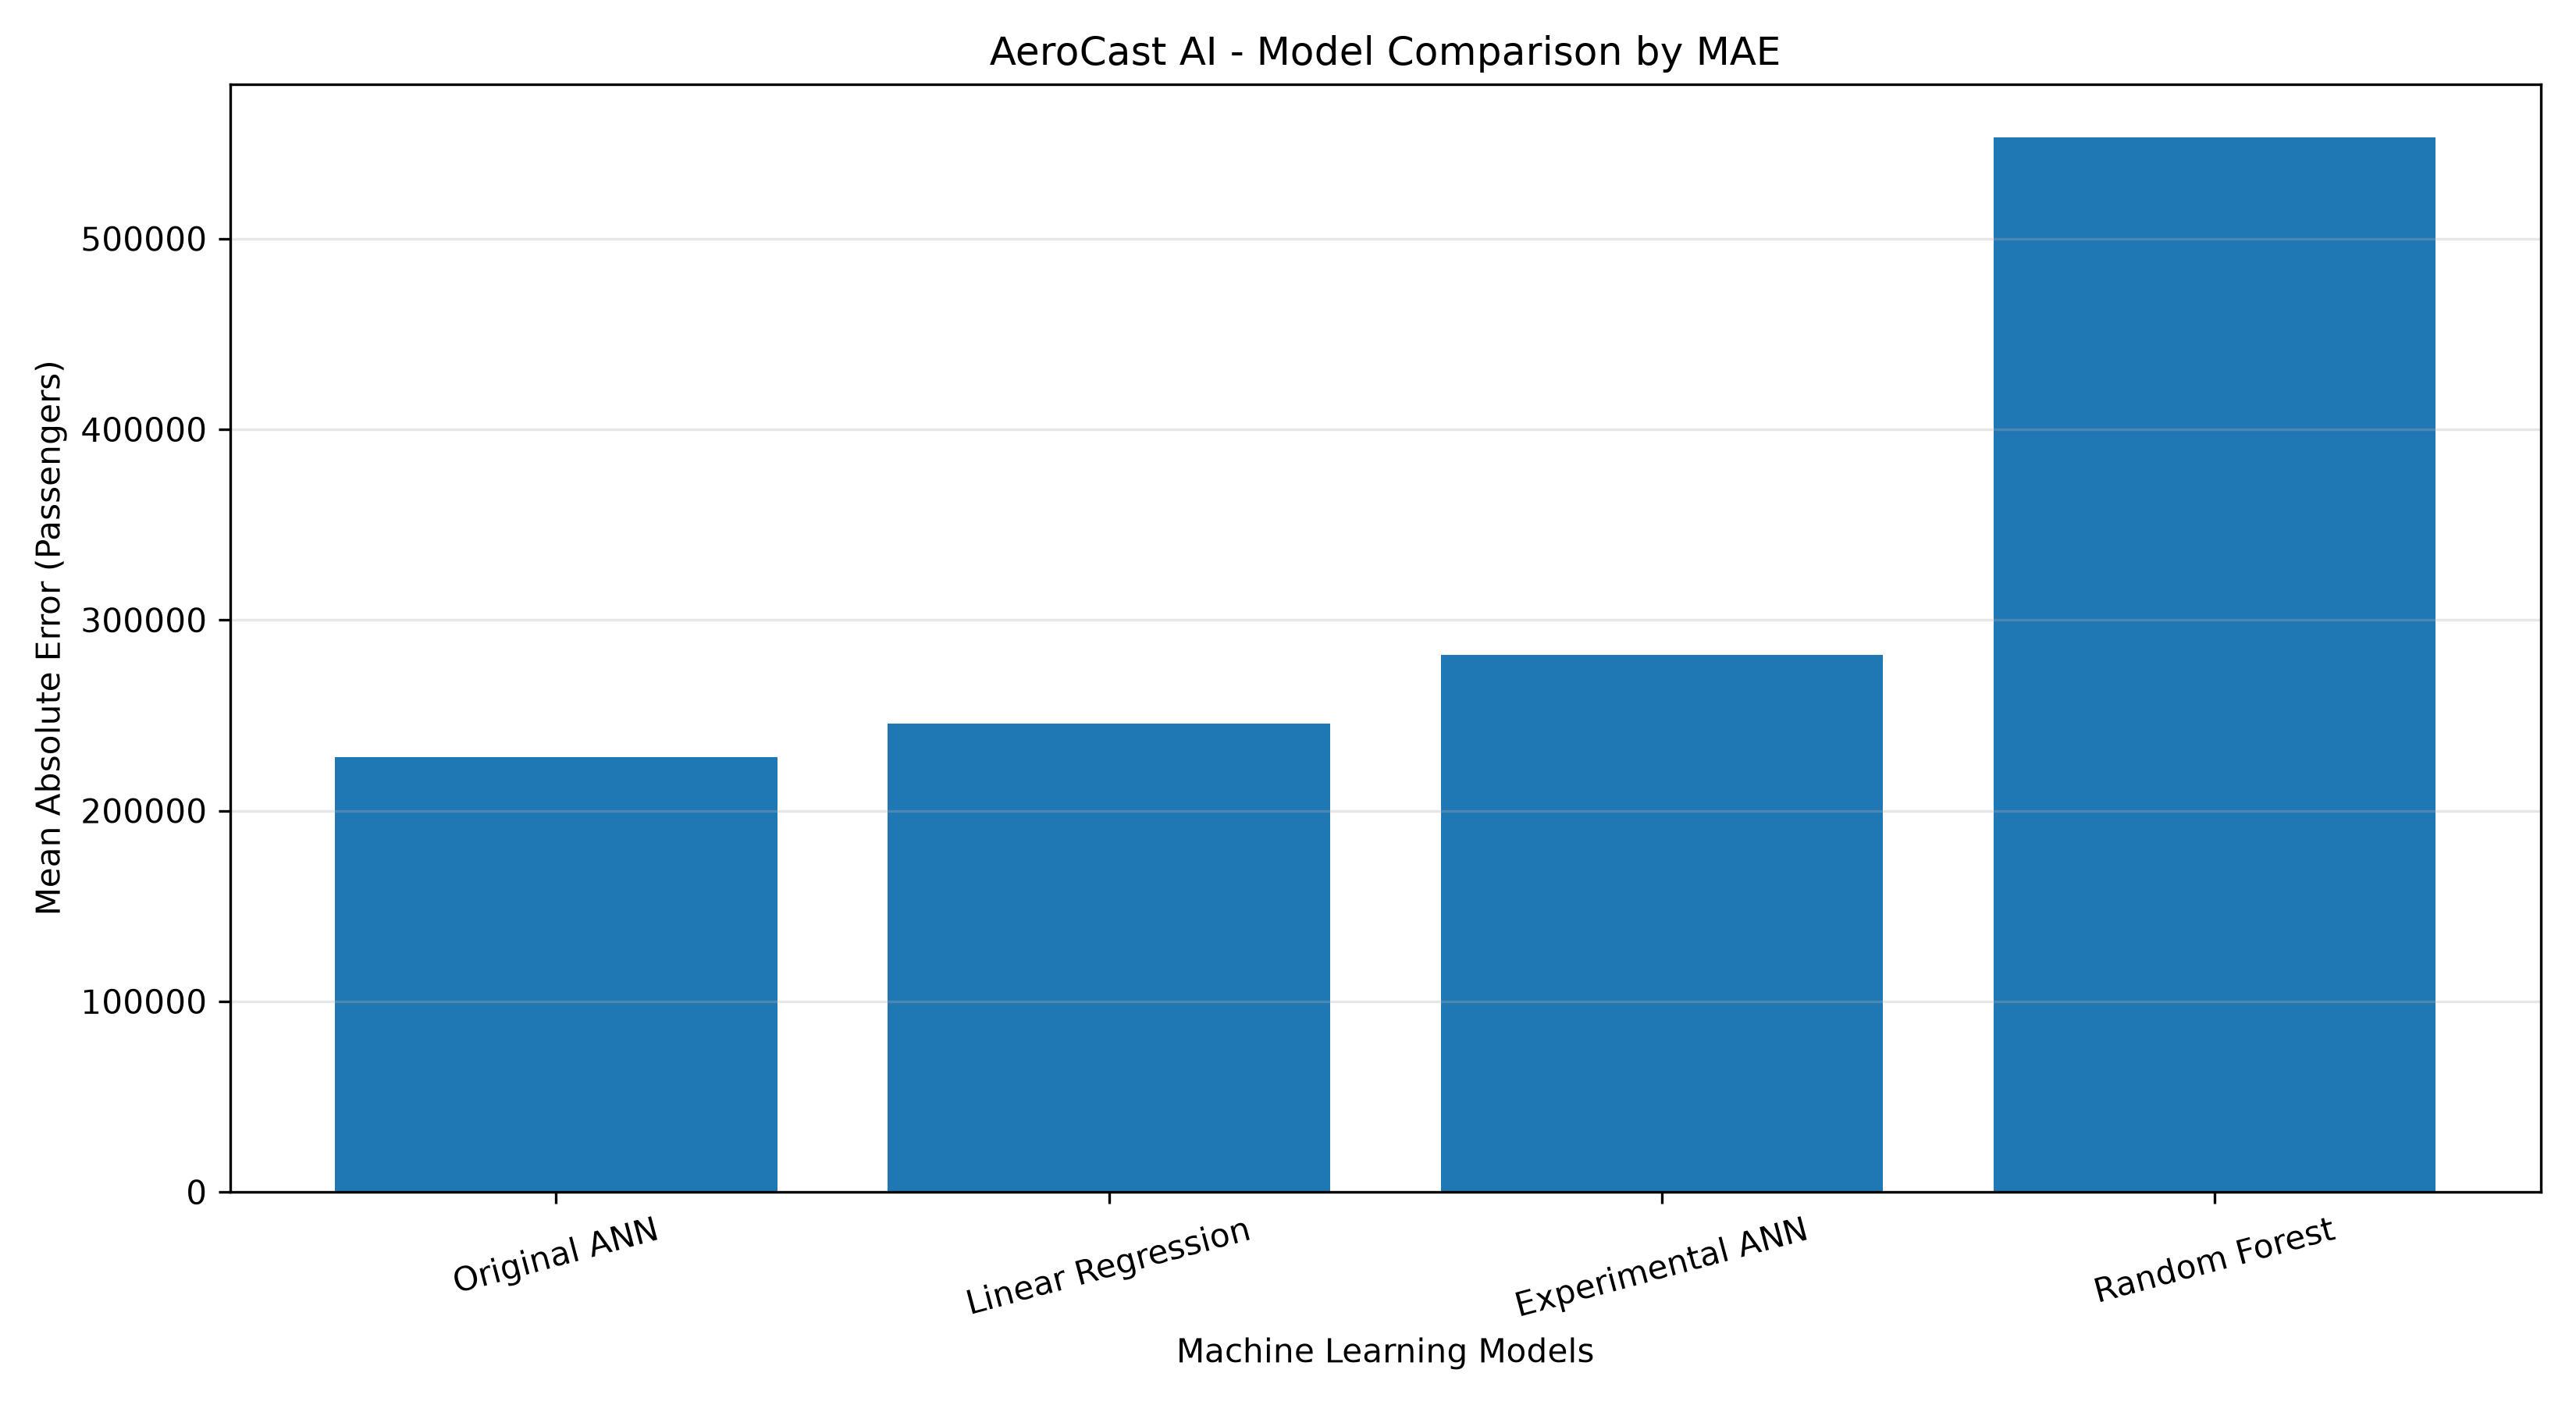 AeroCast AI - Model Comparison by MAE
Mean Absolute Error (Passengers)
500000
400000
300000
200000
100000
0
Original ANN
Linear Regression
Experimental ANN
Random Forest
Machine Learning Models